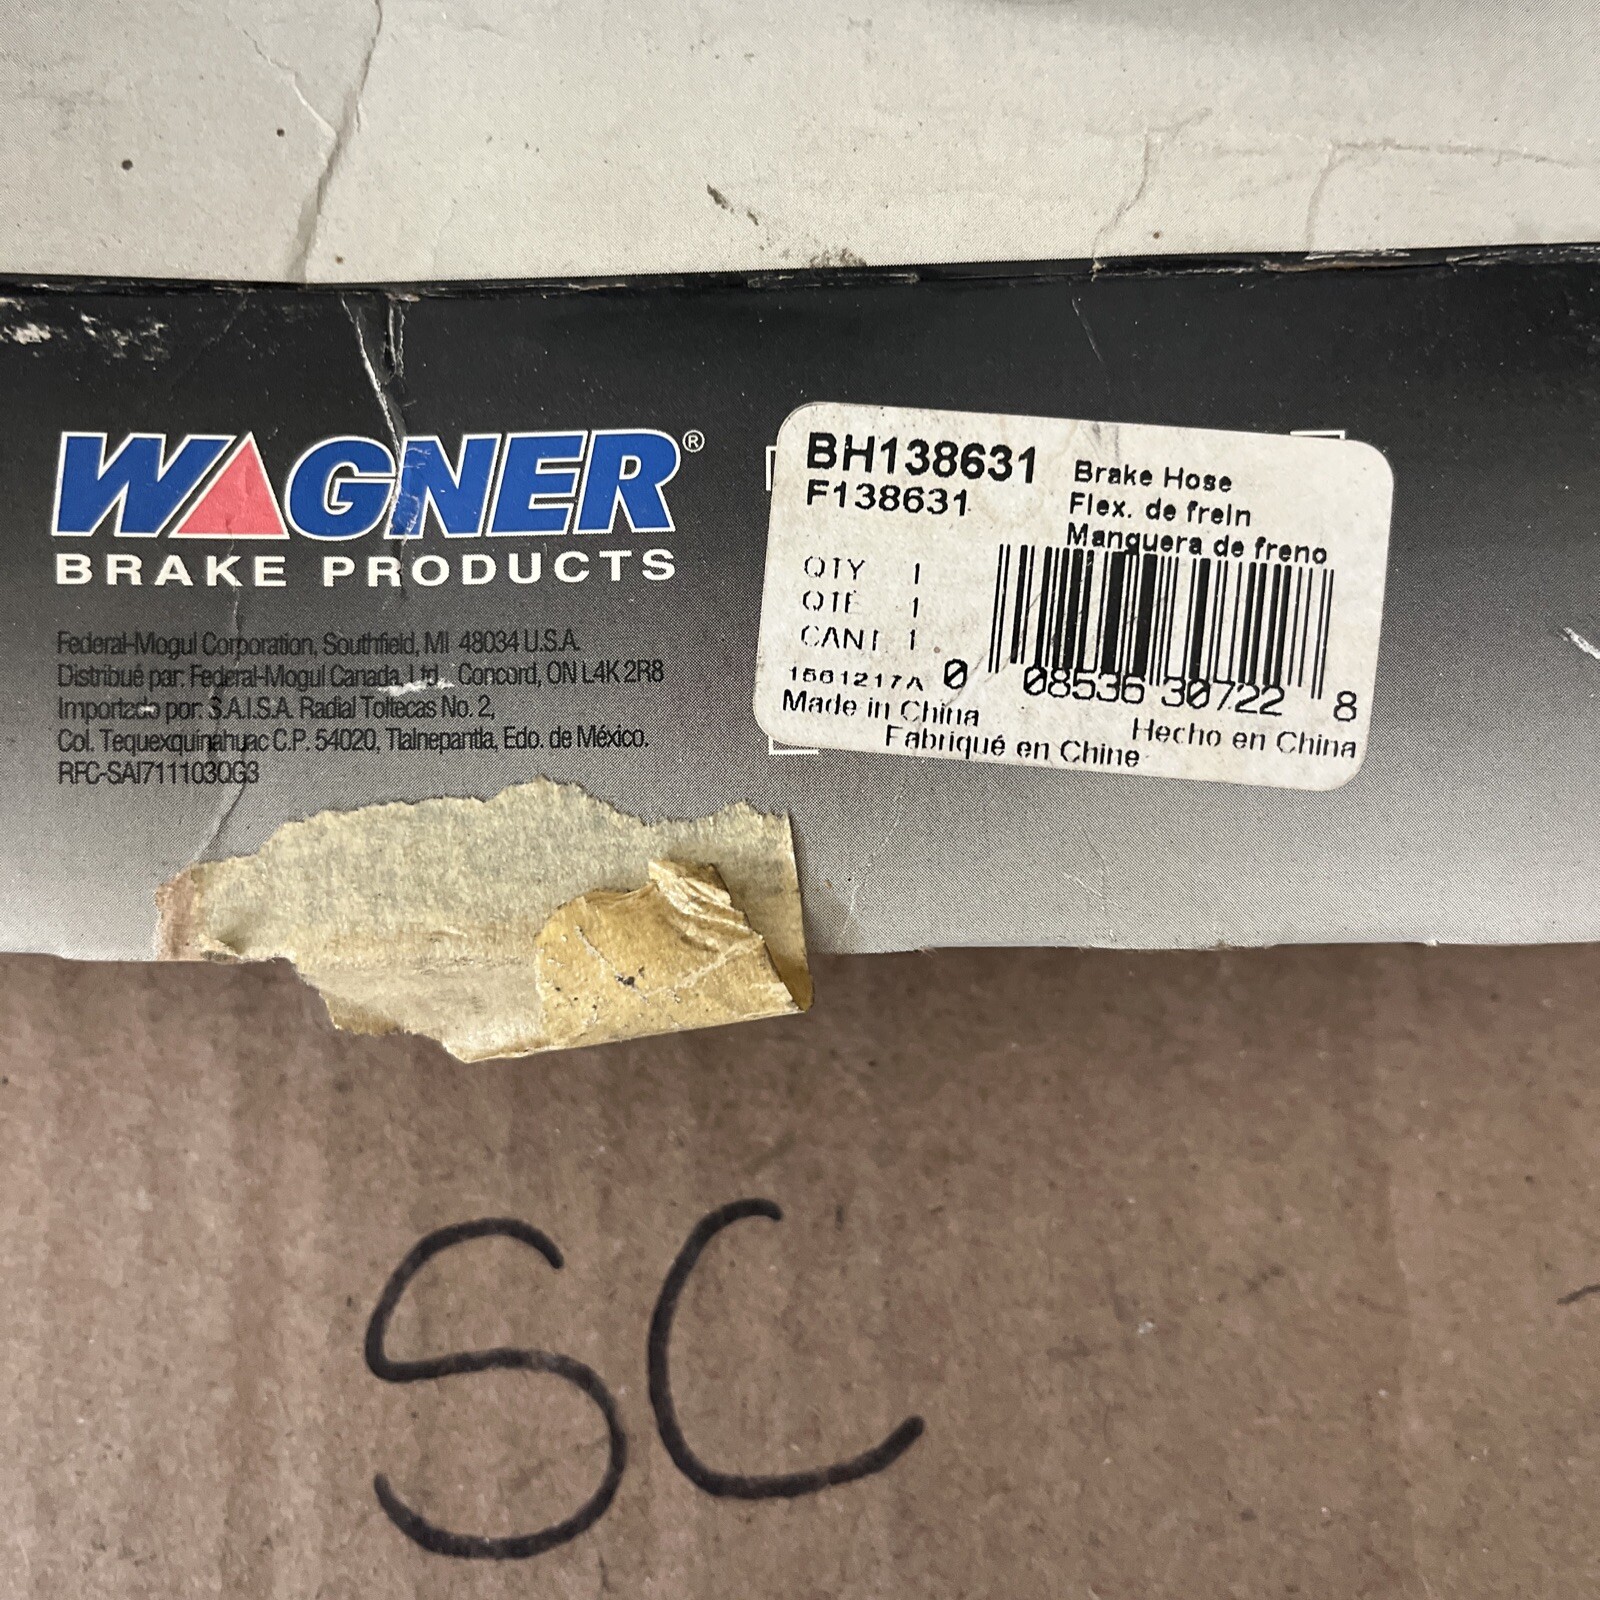 WAGNER®
BRAKE PRODUCTS
Federal-Mogul Corporation, Southfield, MI 48034 U.S.A.
Distribué par: Federal-Mogul Canada, Ltd., Concord, ON L4K 2R8
Importado por: S.A.I.S.A. Radial Toltecas No. 2,
Col. Tequexquinahuac C.P. 54020, Tlalnepantla, Edo. de México.
RFC-SAI711103QG3
BH138631
F138631
Brake Hose
Flex. de frein
Manguera de freno
QTY 1
QTE 1
CANT 1
1561217A
0 08536 30722 8
Made in China
Hecho en China
Fabriqué en Chine
SC